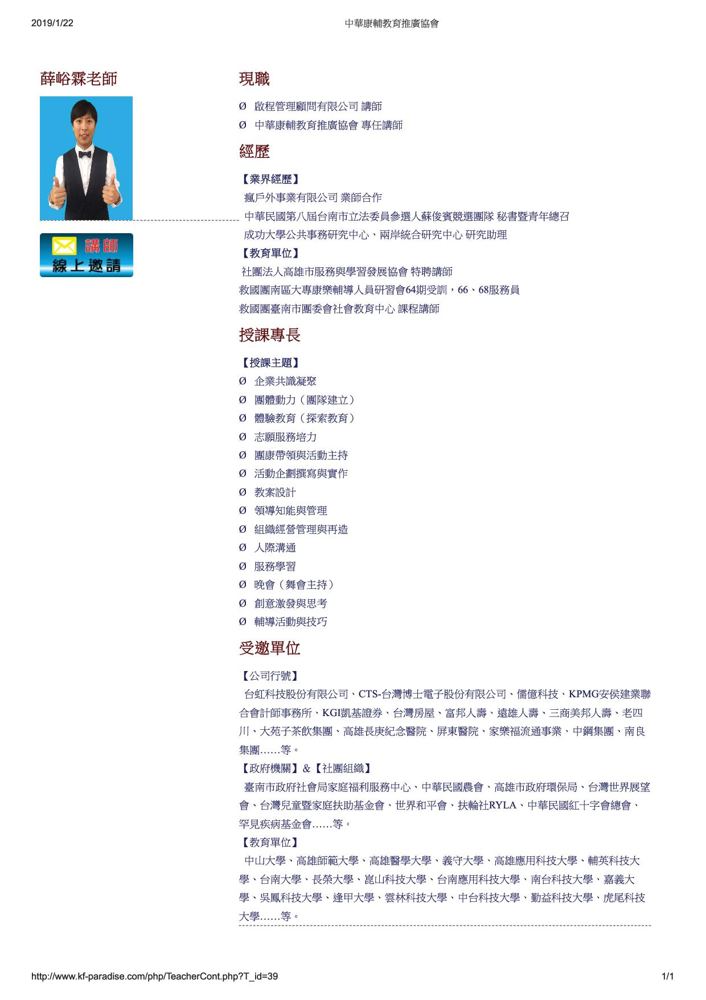 2019/1/22
中華康輔教育推廣協會
薛峪霖老師
講師
線上邀請
現職
Ø 啟程管理顧問有限公司 講師
Ø 中華康輔教育推廣協會 專任講師
經歷
【業界經歷】
瘋戶外事業有限公司 業師合作
中華民國第八屆台南市立法委員參選人蘇俊賓競選團隊 秘書暨青年總召
成功大學公共事務研究中心、兩岸統合研究中心 研究助理
【教育單位】
社團法人高雄市服務與學習發展協會 特聘講師
救國團南區大專康樂輔導人員研習會64期受訓，66、68服務員
救國團臺南市團委會社會教育中心 課程講師
授課專長
【授課主題】
Ø 企業共識凝聚
Ø 團體動力（團隊建立）
Ø 體驗教育（探索教育）
Ø 志願服務培力
Ø 團康帶領與活動主持
Ø 活動企劃撰寫與實作
Ø 教案設計
Ø 領導知能與管理
Ø 組織經營管理與再造
Ø 人際溝通
Ø 服務學習
Ø 晚會（舞會主持）
Ø 創意激發與思考
Ø 輔導活動與技巧
受邀單位
【公司行號】
台虹科技股份有限公司、CTS-台灣博士電子股份有限公司、儒億科技、KPMG安侯建業聯
合會計師事務所、KGI凱基證券、台灣房屋、富邦人壽、遠雄人壽、三商美邦人壽、老四
川、大苑子茶飲集團、高雄長庚紀念醫院、屏東醫院、家樂福流通事業、中鋼集團、南良
集團……等。
【政府機關】&【社團組織】
臺南市政府社會局家庭福利服務中心、中華民國農會、高雄市政府環保局、台灣世界展望
會、台灣兒童暨家庭扶助基金會、世界和平會、扶輪社RYLA、中華民國紅十字會總會、
罕見疾病基金會……等。
【教育單位】
中山大學、高雄師範大學、高雄醫學大學、義守大學、高雄應用科技大學、輔英科技大
學、台南大學、長榮大學、崑山科技大學、台南應用科技大學、南台科技大學、嘉義大
學、吳鳳科技大學、逢甲大學、雲林科技大學、中台科技大學、勤益科技大學、虎尾科技
大學……等。
http://www.kf-paradise.com/php/TeacherCont.php?T_id=39
1/1